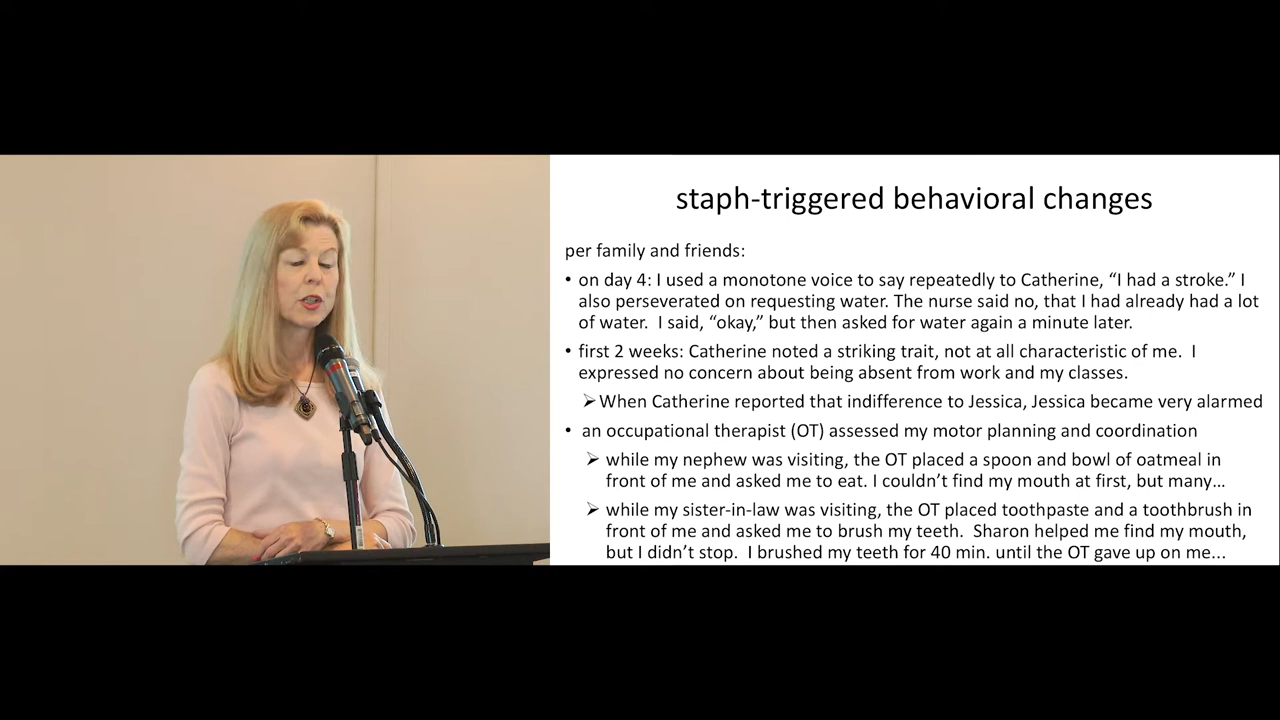 staph-triggered behavioral changes
per family and friends:
• on day 4: I used a monotone voice to say repeatedly to Catherine, “I had a stroke.” I
also perseverated on requesting water. The nurse said no, that I had already had a lot
of water.  I said, “okay,” but then asked for water again a minute later.
• first 2 weeks: Catherine noted a striking trait, not at all characteristic of me.  I
expressed no concern about being absent from work and my classes.
➢When Catherine reported that indifference to Jessica, Jessica became very alarmed
• an occupational therapist (OT) assessed my motor planning and coordination
➢ while my nephew was visiting, the OT placed a spoon and bowl of oatmeal in
front of me and asked me to eat. I couldn’t find my mouth at first, but many…
➢ while my sister-in-law was visiting, the OT placed toothpaste and a toothbrush in
front of me and asked me to brush my teeth.  Sharon helped me find my mouth,
but I didn’t stop.  I brushed my teeth for 40 min. until the OT gave up on me…